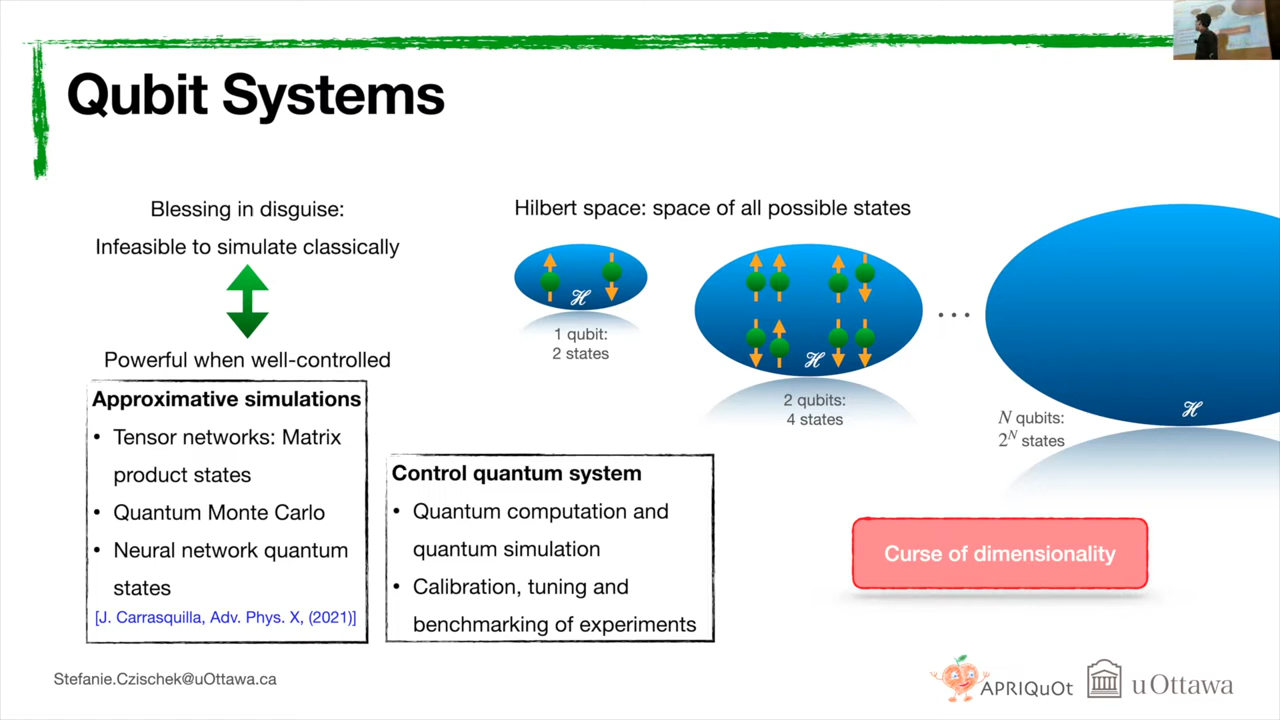 Qubit Systems
Blessing in disguise:
Infeasible to simulate classically
Powerful when well-controlled
Approximative simulations
• Tensor networks: Matrix
product states
• Quantum Monte Carlo
• Neural network quantum
states
[J. Carrasquilla, Adv. Phys. X, (2021)]
Control quantum system
• Quantum computation and
quantum simulation
• Calibration, tuning and
benchmarking of experiments
Hilbert space: space of all possible states
ℋ
1 qubit:
2 states
ℋ
2 qubits:
4 states
...
ℋ
N qubits:
2^N states
Curse of dimensionality
Stefanie.Czischek@uOttawa.ca
APRIQuOt
uOttawa